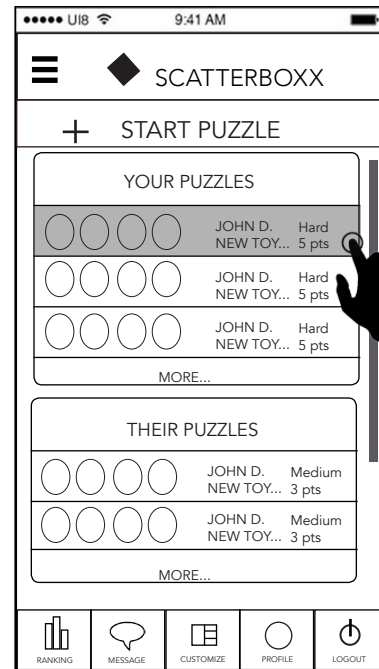 ●●●●● UI8 9:41 AM
SCATTERBOXX
+ START PUZZLE
YOUR PUZZLES
JOHN D. Hard
NEW TOY... 5 pts
JOHN D. Hard
NEW TOY... 5 pts
JOHN D. Hard
NEW TOY... 5 pts
MORE...
THEIR PUZZLES
JOHN D. Medium
NEW TOY... 3 pts
JOHN D. Medium
NEW TOY... 3 pts
MORE...
RANKING MESSAGE CUSTOMIZE PROFILE LOGOUT